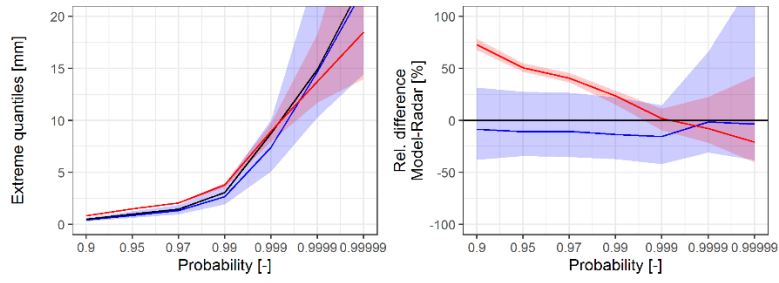 Extreme quantiles [mm]
20
15
10
5
0
0.9 0.95 0.97 0.99 0.999 0.9999 0.99999
Probability [-]
Rel. difference
Model-Radar [%]
100
50
0
-50
-100
0.9 0.95 0.97 0.99 0.999 0.9999 0.99999
Probability [-]